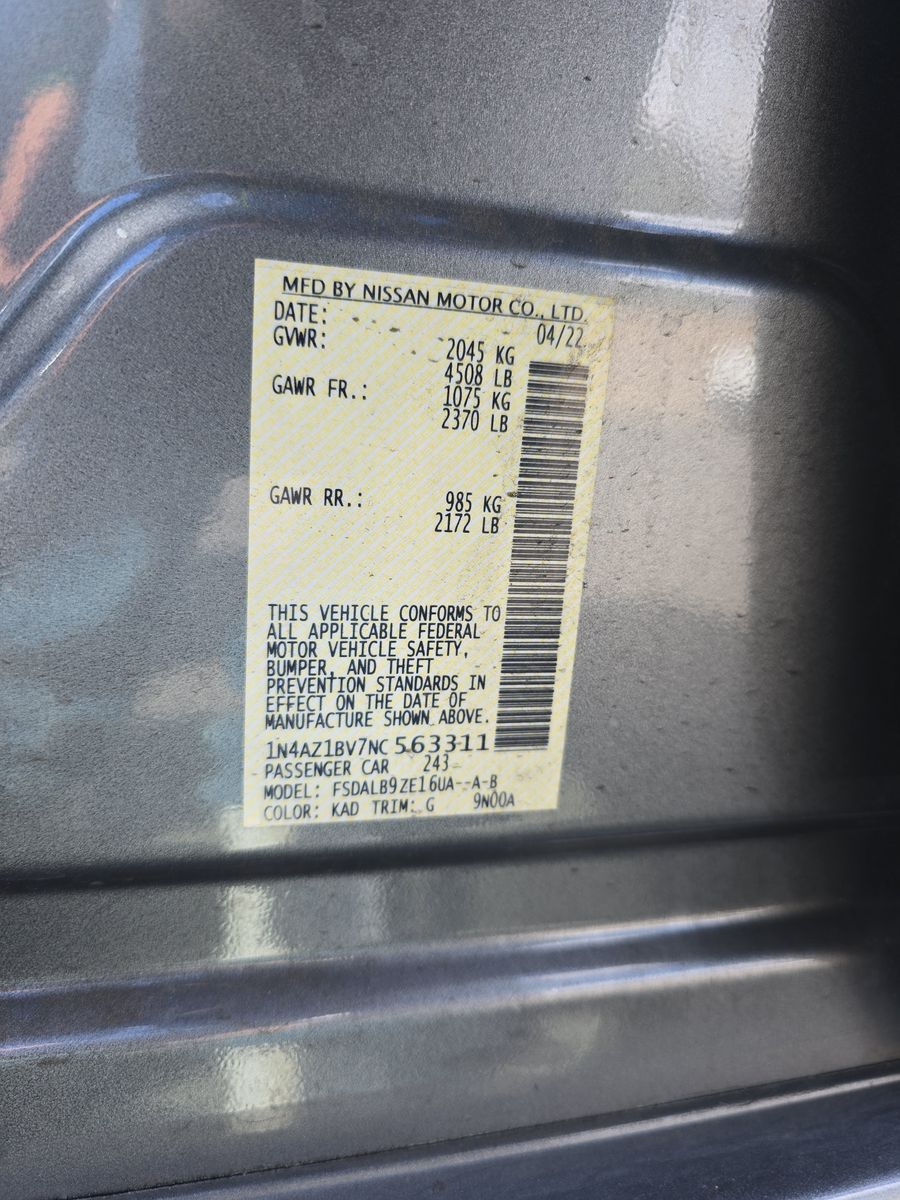 MFD BY NISSAN MOTOR CO., LTD.
DATE: 04/22
GVWR: 2045 KG
4508 LB
GAWR FR.: 1075 KG
2370 LB
GAWR RR.: 985 KG
2172 LB
THIS VEHICLE CONFORMS TO
ALL APPLICABLE FEDERAL
MOTOR VEHICLE SAFETY,
BUMPER, AND THEFT
PREVENTION STANDARDS IN
EFFECT ON THE DATE OF
MANUFACTURE SHOWN ABOVE.
1N4AZ1BV7NC563311
PASSENGER CAR 243
MODEL: FSDALB9ZE16UA--A-B
COLOR: KAD TRIM: G 9N00A